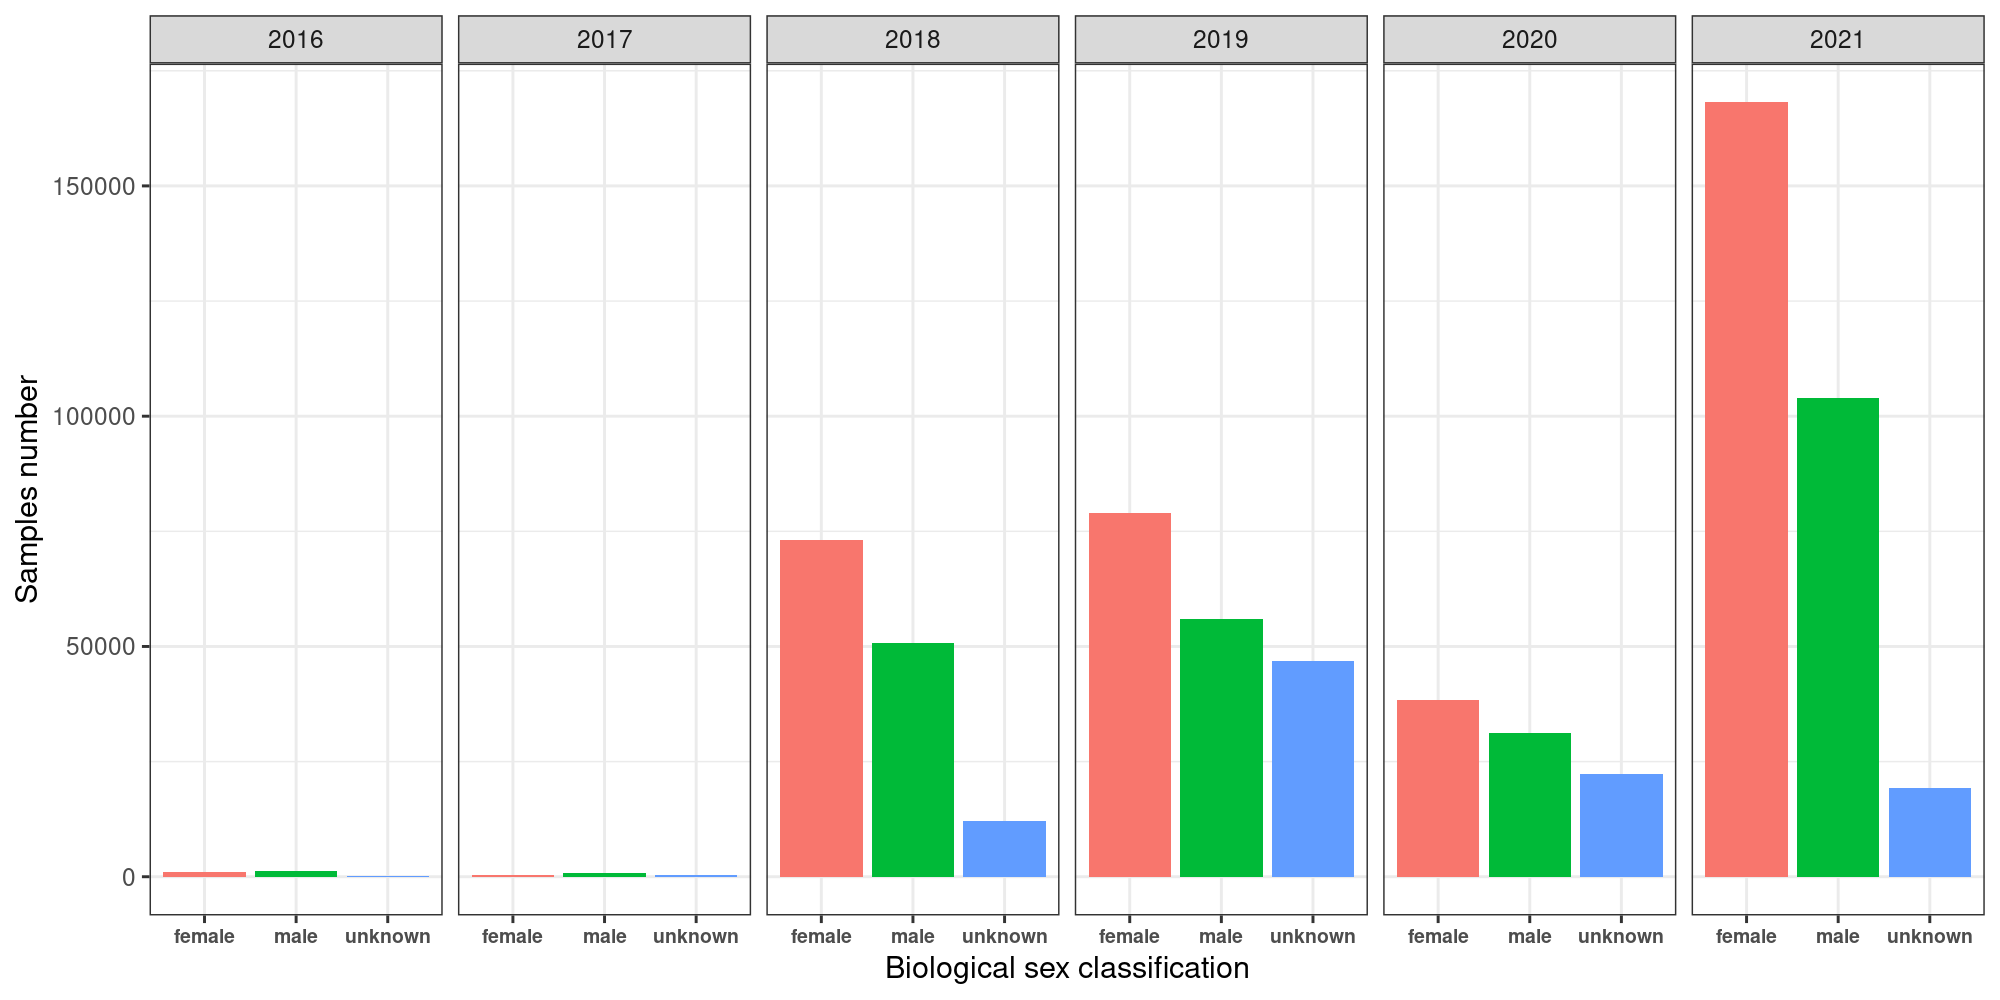 2016 2017 2018 2019 2020 2021
150000
100000
50000
0
Samples number
female male unknown female male unknown female male unknown female male unknown female male unknown female male unknown
Biological sex classification